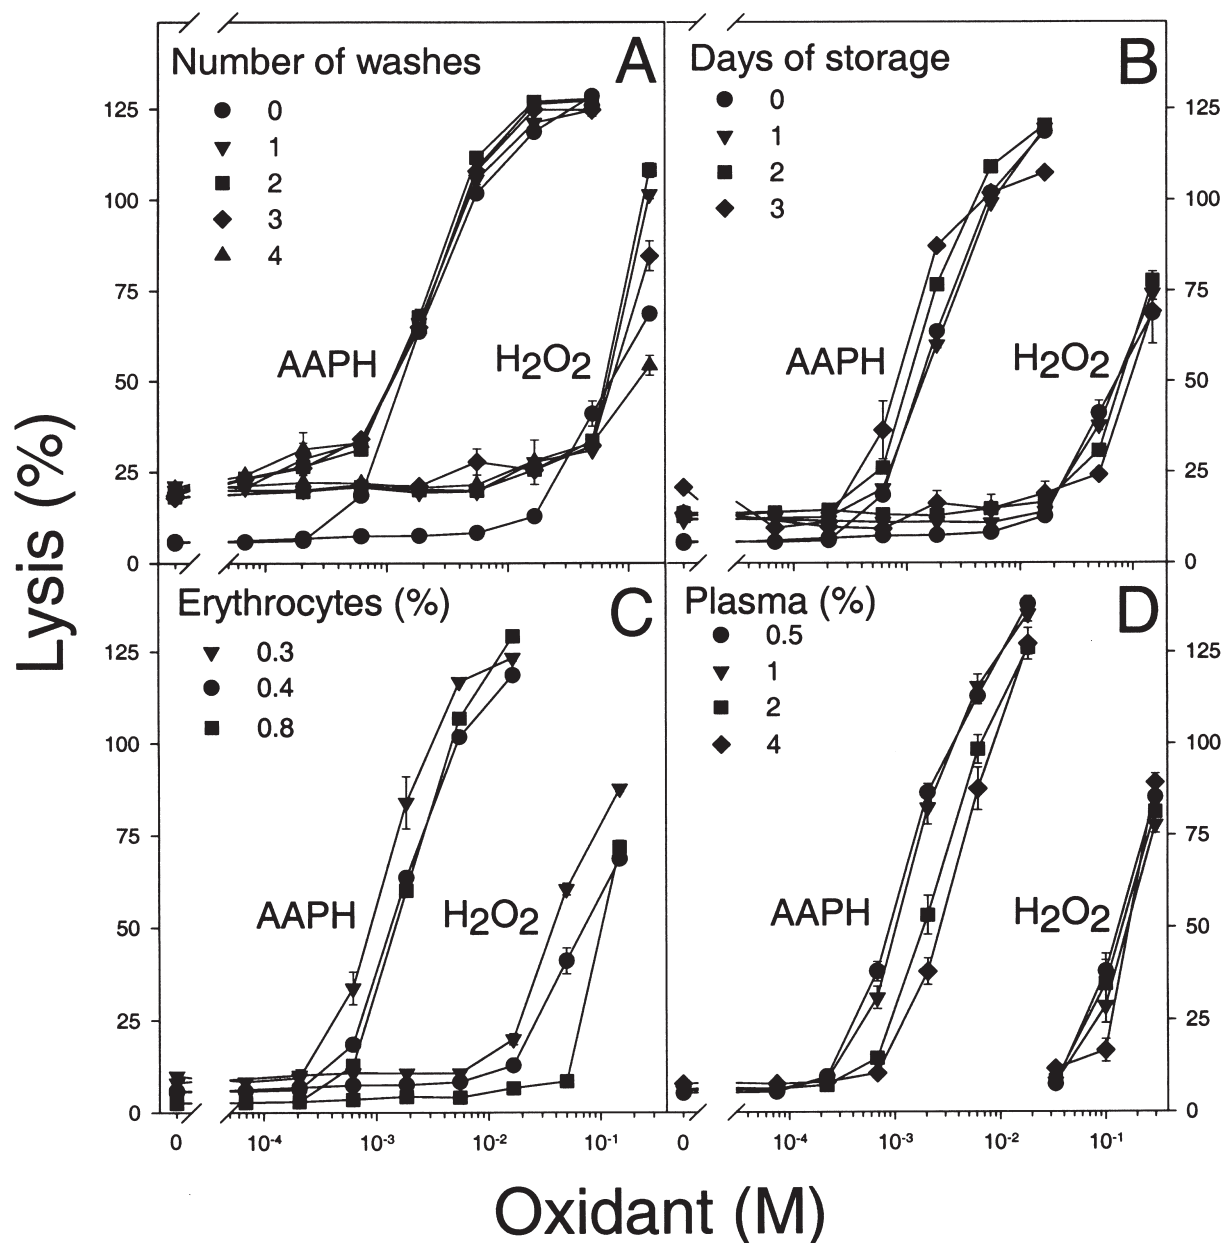 Number of washes
A
0
1
2
3
4
AAPH
H2O2
125
100
75
50
25
0
Days of storage
B
0
1
2
3
AAPH
H2O2
125
100
75
50
25
0
Lysis (%)
Erythrocytes (%)
C
0.3
0.4
0.8
AAPH
H2O2
125
100
75
50
25
0
0
10-4
10-3
10-2
10-1
Plasma (%)
D
0.5
1
2
4
AAPH
H2O2
125
100
75
50
25
0
0
10-4
10-3
10-2
10-1
Oxidant (M)